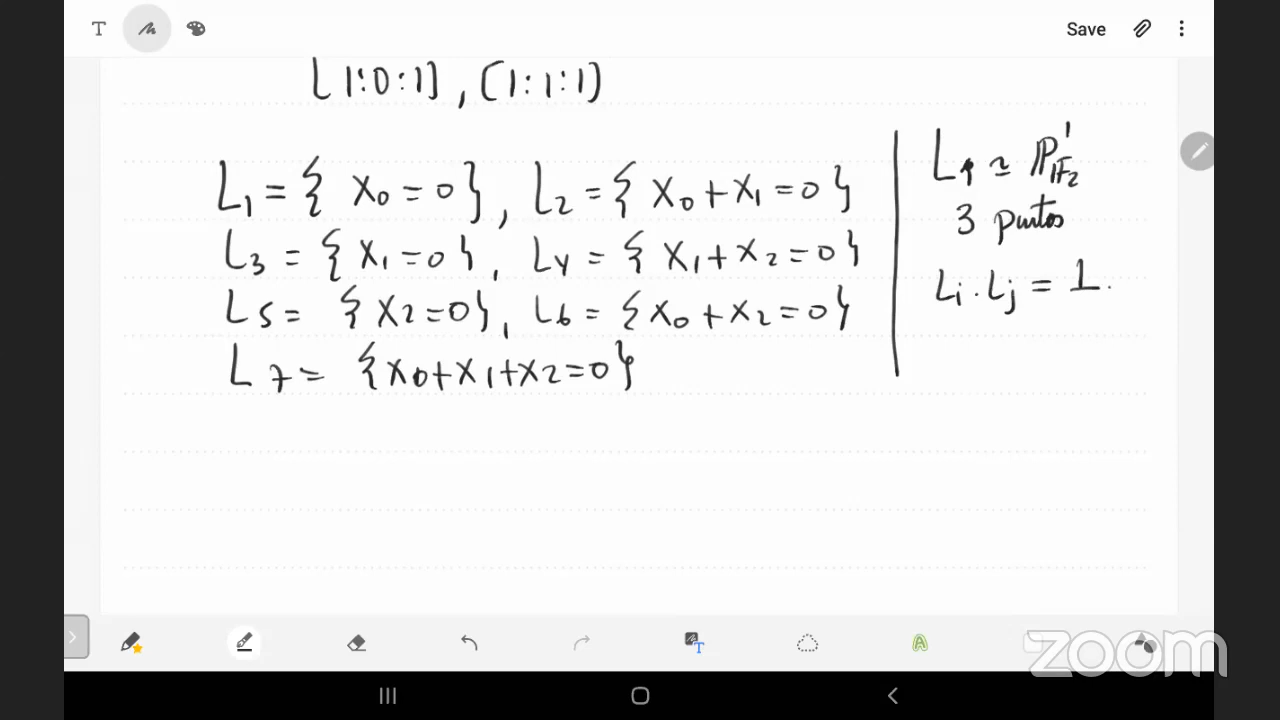 T Save
[1:0:1], (1:1:1)
L₁ = { X₀ = 0 }, L₂ = { X₀ + X₁ = 0 }
L₃ = { X₁ = 0 }, L₄ = { X₁ + X₂ = 0 }
L₅ = { X₂ = 0 }, L₆ = { X₀ + X₂ = 0 }
L₇ = { X₀ + X₁ + X₂ = 0 }
L₁ ≃ ℙ¹_𝔽₂
3 puntos
Lᵢ . Lⱼ = 1.
zoom